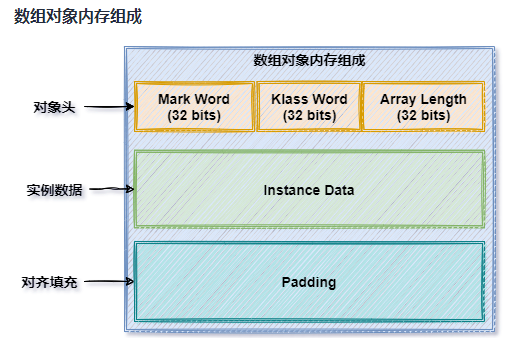 数组对象内存组成
数组对象内存组成
对象头
Mark Word
(32 bits)
Klass Word
(32 bits)
Array Length
(32 bits)
实例数据
Instance Data
对齐填充
Padding